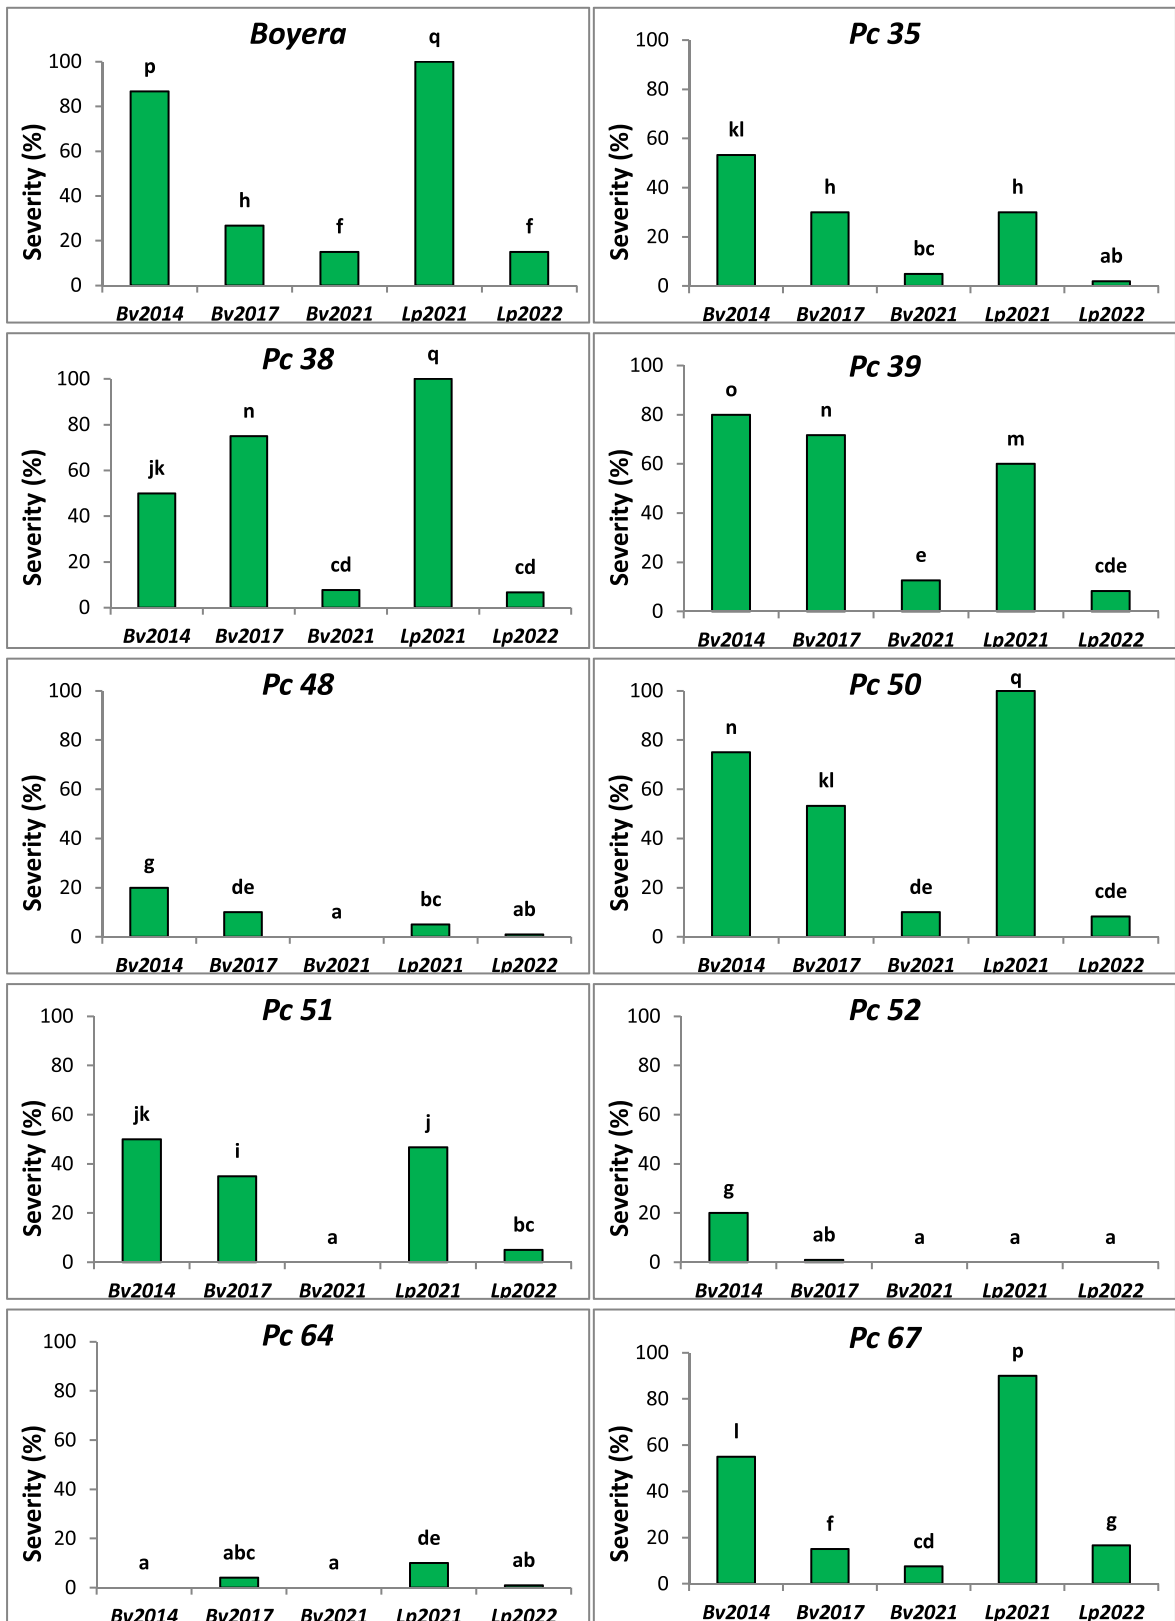 Boyera
Severity (%)
100
80
60
40
20
0
p
h
f
q
f
Bv2014 Bv2017 Bv2021 Lp2021 Lp2022
Pc 35
Severity (%)
100
80
60
40
20
0
kl
h
bc
h
ab
Bv2014 Bv2017 Bv2021 Lp2021 Lp2022
Pc 38
Severity (%)
100
80
60
40
20
0
jk
n
cd
q
cd
Bv2014 Bv2017 Bv2021 Lp2021 Lp2022
Pc 39
Severity (%)
100
80
60
40
20
0
o
n
e
m
cde
Bv2014 Bv2017 Bv2021 Lp2021 Lp2022
Pc 48
Severity (%)
100
80
60
40
20
0
g
de
a
bc
ab
Bv2014 Bv2017 Bv2021 Lp2021 Lp2022
Pc 50
Severity (%)
100
80
60
40
20
0
n
kl
de
q
cde
Bv2014 Bv2017 Bv2021 Lp2021 Lp2022
Pc 51
Severity (%)
100
80
60
40
20
0
jk
i
a
j
bc
Bv2014 Bv2017 Bv2021 Lp2021 Lp2022
Pc 52
Severity (%)
100
80
60
40
20
0
g
ab
a
a
a
Bv2014 Bv2017 Bv2021 Lp2021 Lp2022
Pc 64
Severity (%)
100
80
60
40
20
0
a
abc
a
de
ab
Bv2014 Bv2017 Bv2021 Lp2021 Lp2022
Pc 67
Severity (%)
100
80
60
40
20
0
l
f
cd
p
g
Bv2014 Bv2017 Bv2021 Lp2021 Lp2022